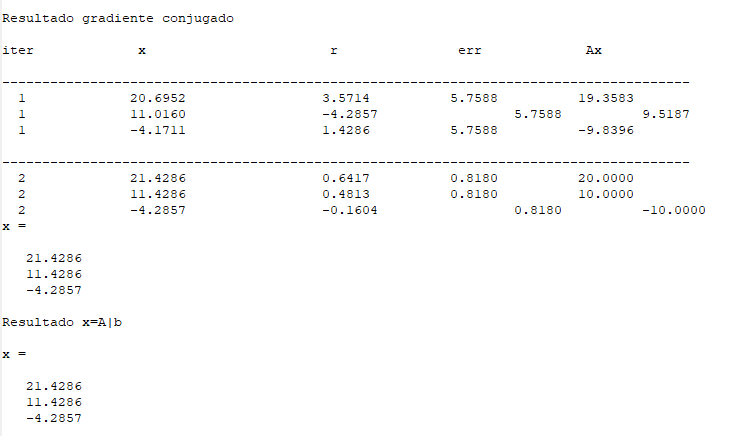 Resultado gradiente conjugado
iter x r err Ax
--------------------------------------------------------------------------------------
1 20.6952 3.5714 5.7588 19.3583
1 11.0160 -4.2857 5.7588 9.5187
1 -4.1711 1.4286 5.7588 -9.8396
--------------------------------------------------------------------------------------
2 21.4286 0.6417 0.8180 20.0000
2 11.4286 0.4813 0.8180 10.0000
2 -4.2857 -0.1604 0.8180 -10.0000
x =
21.4286
11.4286
-4.2857
Resultado x=A|b
x =
21.4286
11.4286
-4.2857